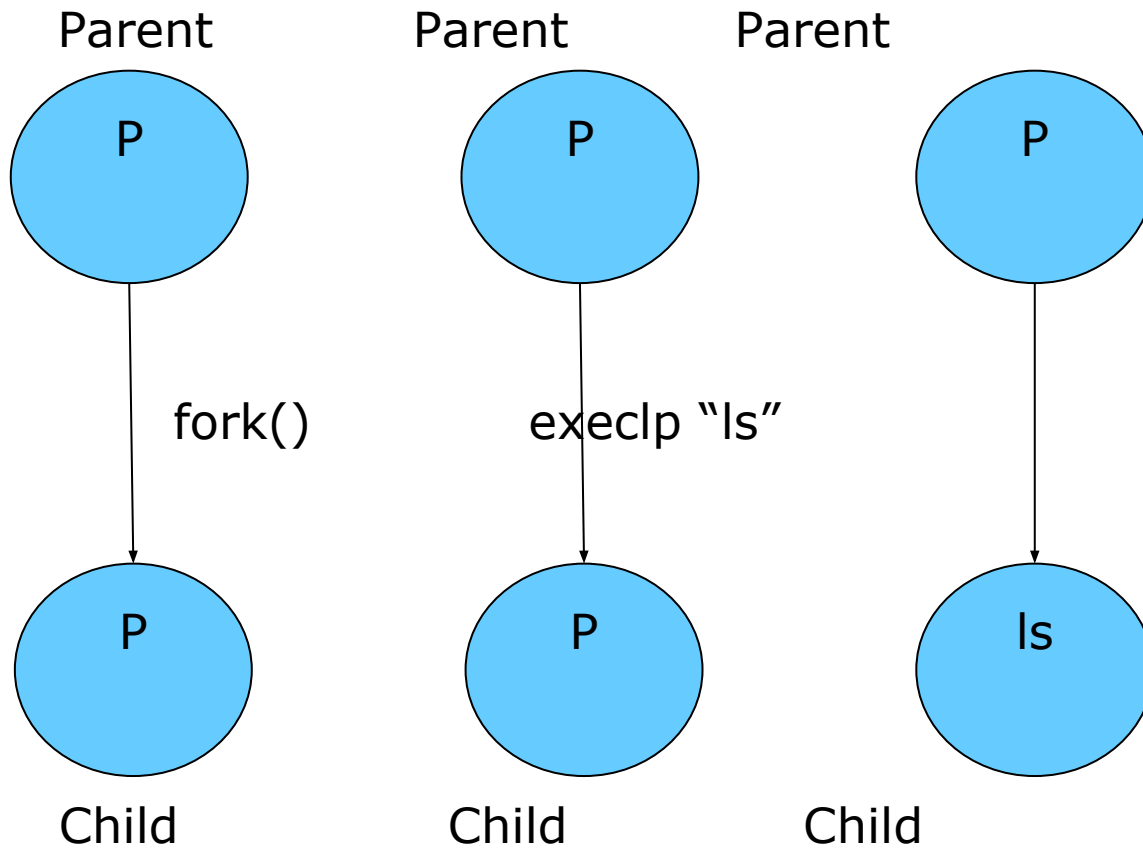 Parent Parent Parent
P P P
fork() execlp “ls”
P P ls
Child Child Child